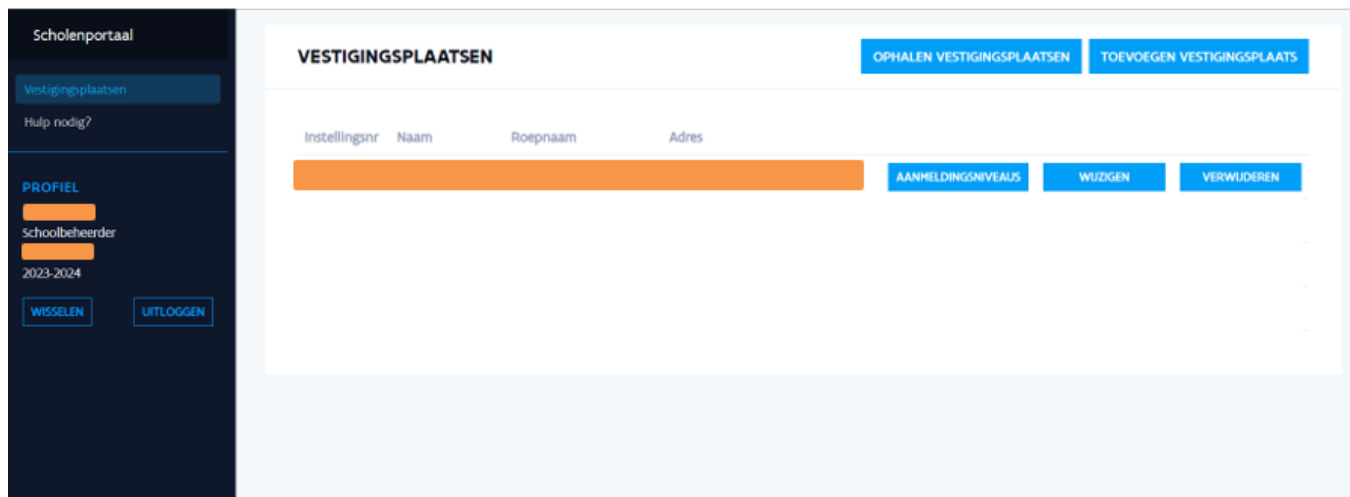 Scholenportaal
Vestigingsplaatsen
Hulp nodig?
PROFIEL
Schoolbeheerder
2023-2024
WISSELEN UITLOGGEN
VESTIGINGSPLAATSEN OPHALEN VESTIGINGSPLAATSEN TOEVOEGEN VESTIGINGSPLAATS
Instellingsnr Naam Roepnaam Adres
AANMELDINGSNIVEAUS WIJZIGEN VERWIJDEREN